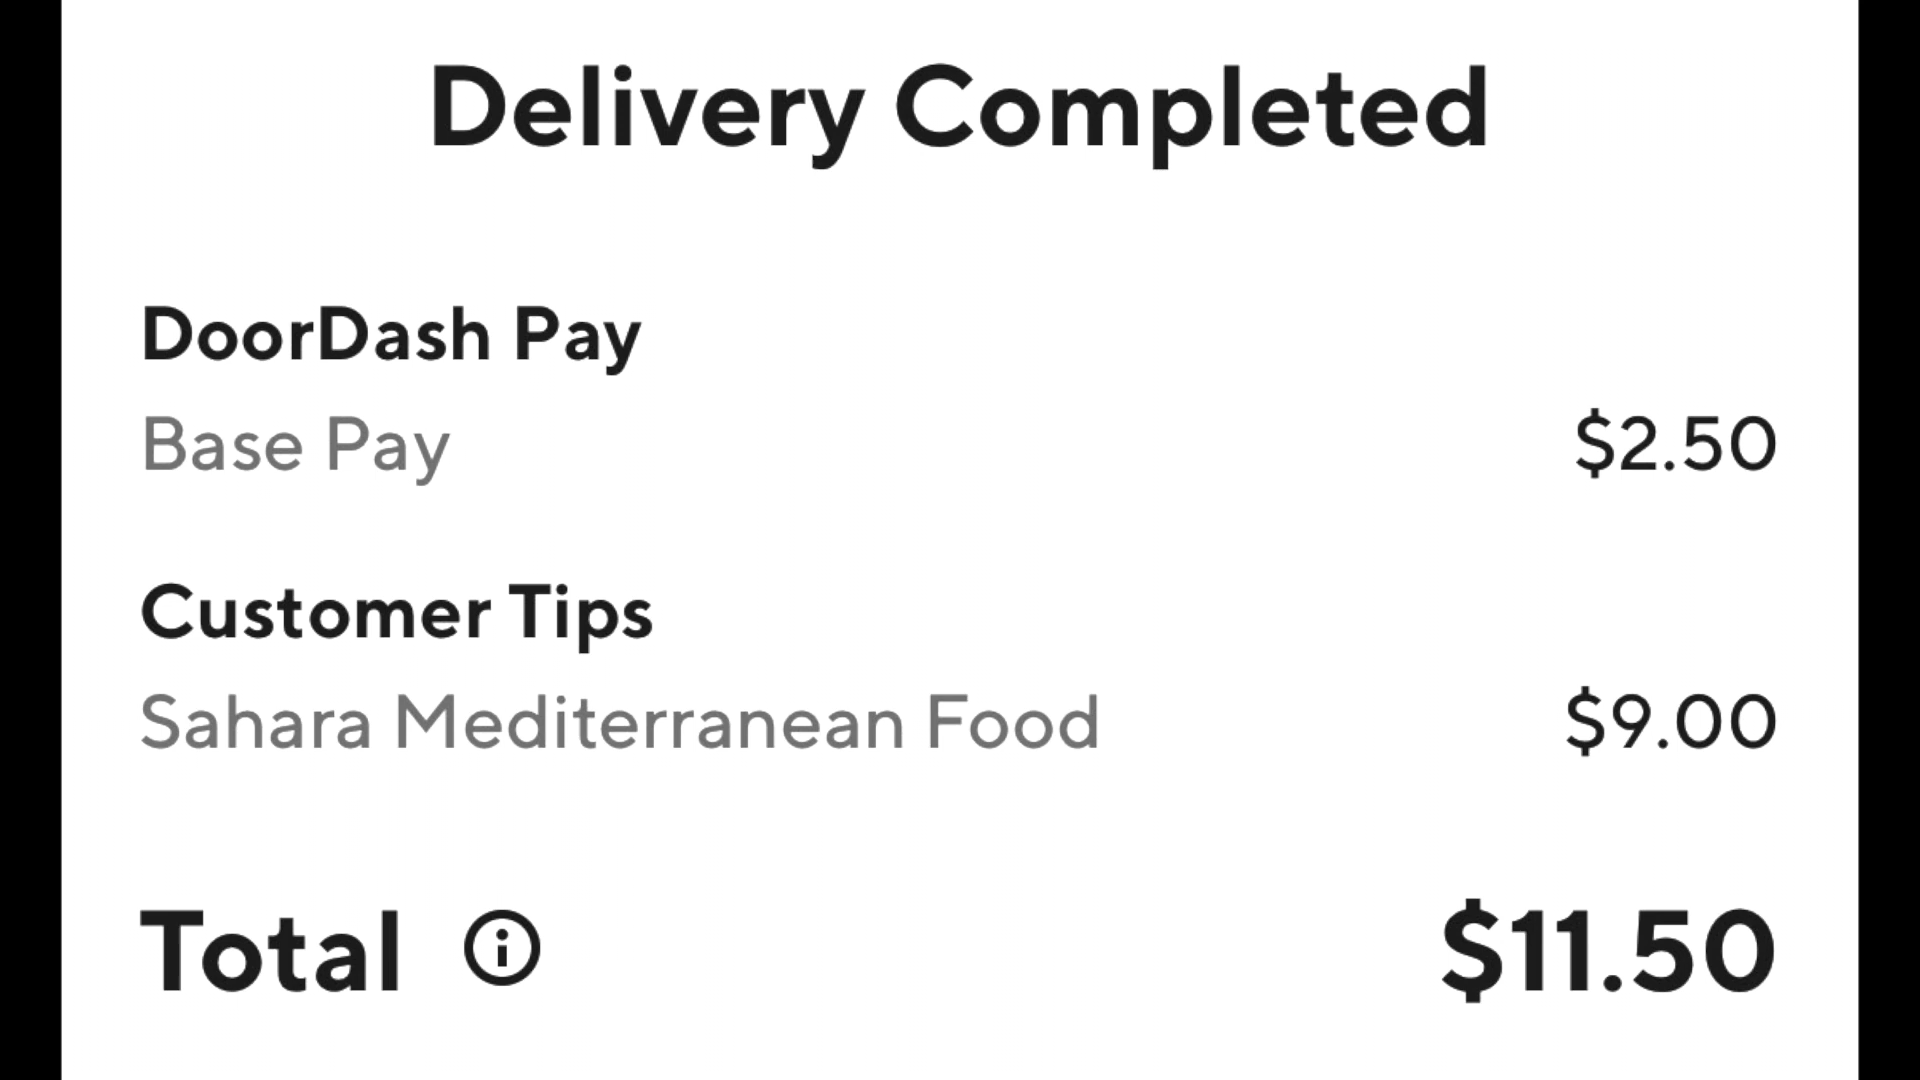 Delivery Completed
DoorDash Pay
Base Pay $2.50
Customer Tips
Sahara Mediterranean Food $9.00
Total $11.50